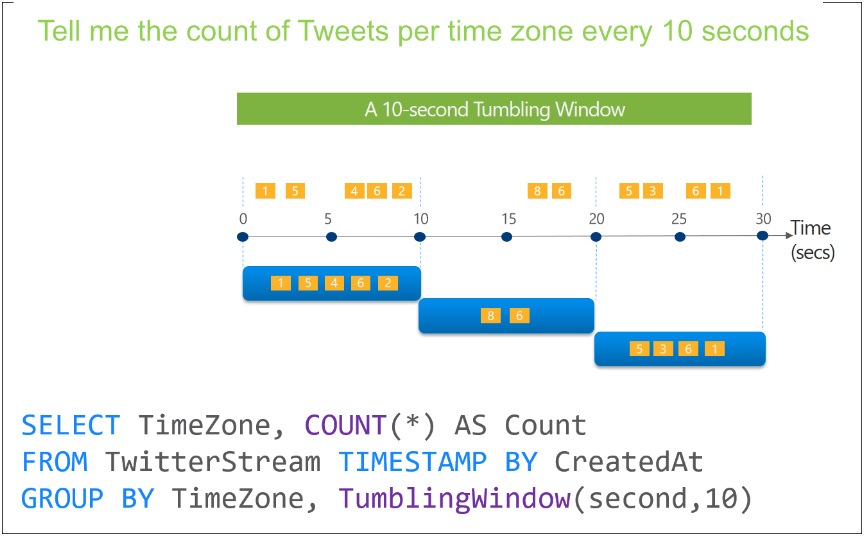 Tell me the count of Tweets per time zone every 10 seconds
A 10-second Tumbling Window
1 5 4 6 2 8 6 5 3 6 1
0 5 10 15 20 25 30
Time
(secs)
1 5 4 6 2
8 6
5 3 6 1
SELECT TimeZone, COUNT(*) AS Count
FROM TwitterStream TIMESTAMP BY CreatedAt
GROUP BY TimeZone, TumblingWindow(second,10)